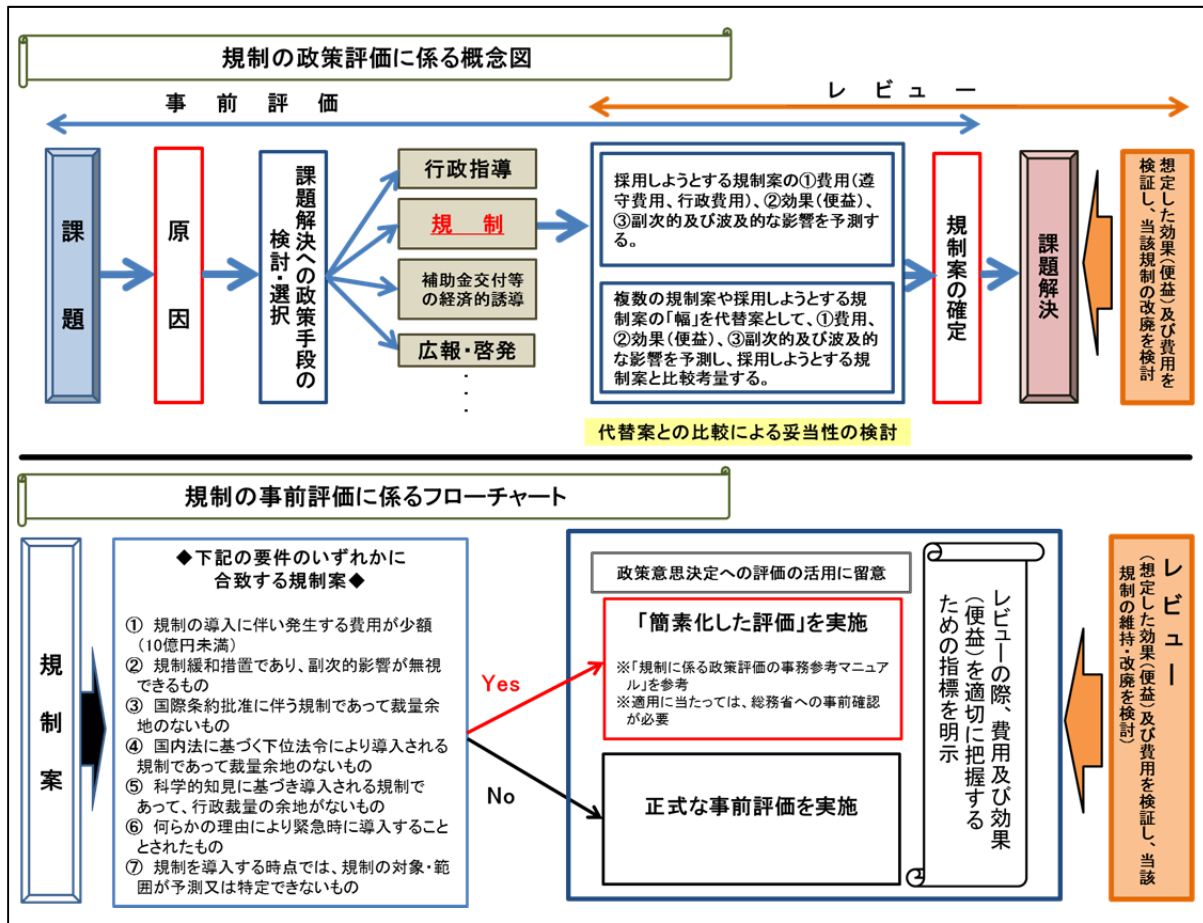 規制の政策評価に係る概念図
事前評価
レビュー
課題
原因
課題解決への政策手段の
検討・選択
行政指導
規 制
補助金交付等
の経済的誘導
広報・啓発
・・・
採用しようとする規制案の①費用(遵
守費用、行政費用)、②効果(便益)、
③副次的及び波及的な影響を予測す
る。
複数の規制案や採用しようとする規
制案の「幅」を代替案として、①費用、
②効果(便益)、③副次的及び波及的
な影響を予測し、採用しようとする規
制案と比較考量する。
代替案との比較による妥当性の検討
規制案の確定
課題解決
想定した効果(便益)及び費用を
検証し、当該規制の改廃を検討
規制の事前評価に係るフローチャート
規制案
◆下記の要件のいずれかに
合致する規制案◆
① 規制の導入に伴い発生する費用が少額
(10億円未満)
② 規制緩和措置であり、副次的影響が無視
できるもの
③ 国際条約批准に伴う規制であって裁量余
地のないもの
④ 国内法に基づく下位法令により導入される
規制であって裁量余地のないもの
⑤ 科学的知見に基づき導入される規制で
あって、行政裁量の余地がないもの
⑥ 何らかの理由により緊急時に導入すること
とされたもの
⑦ 規制を導入する時点では、規制の対象・範
囲が予測又は特定できないもの
Yes
No
政策意思決定への評価の活用に留意
「簡素化した評価」を実施
※「規制に係る政策評価の事務参考マニュア
ル」を参考
※適用に当たっては、総務省への事前確認
が必要
正式な事前評価を実施
レビューの際、費用及び効果
(便益)を適切に把握する
ための指標を明示
レビュー
(想定した効果(便益)及び費用を検証し、当該
規制の維持・改廃を検討)